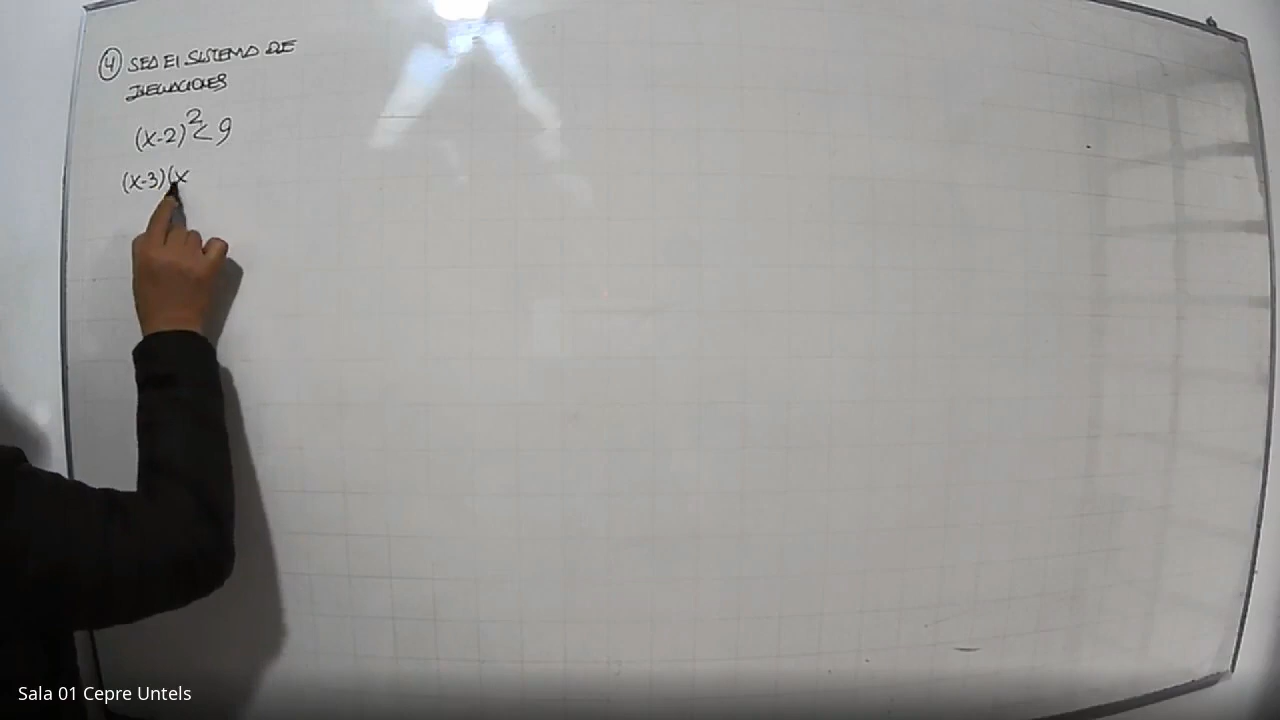 4 SEA El SISTEMA DE
INECUACIONES
(x-2)² < 9
(x-3)(x
Sala 01 Cepre Untels